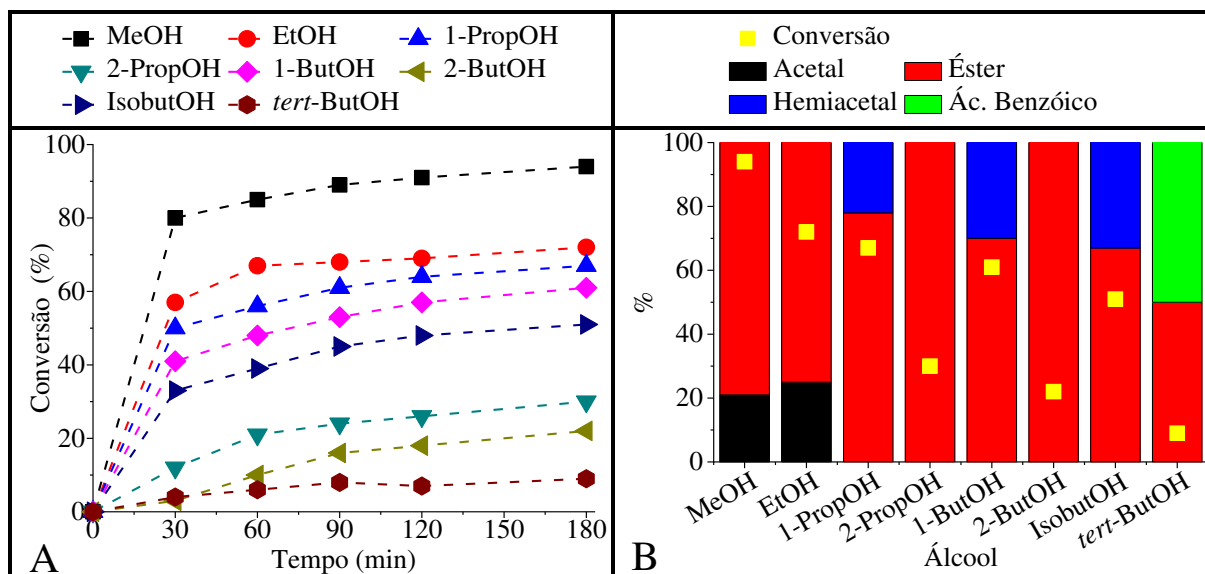 MeOH EtOH 1-PropOH
2-PropOH 1-ButOH 2-ButOH
IsobutOH tert-ButOH
100
80
60
40
20
0
Conversão (%)
0 30 60 90 120 150 180
Tempo (min)
A
Conversão
Acetal Éster
Hemiacetal Ác. Benzóico
100
80
60
40
20
0
%
MeOH
EtOH
1-PropOH
2-PropOH
1-ButOH
2-ButOH
IsobutOH
tert-ButOH
Álcool
B